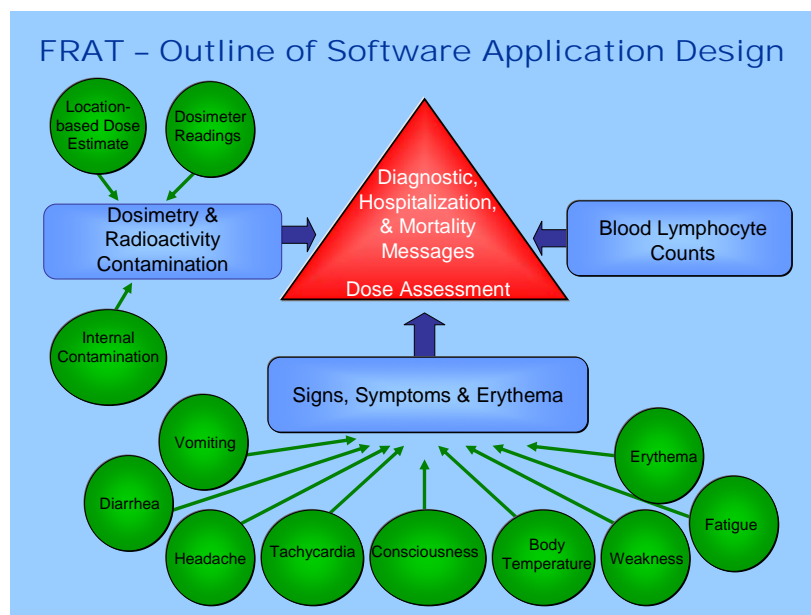 FRAT – Outline of Software Application Design
Location-
based Dose
Estimate
Dosimeter
Readings
Dosimetry &
Radioactivity
Contamination
Internal
Contamination
Diagnostic,
Hospitalization,
& Mortality
Messages
Dose Assessment
Blood Lymphocyte
Counts
Signs, Symptoms & Erythema
Vomiting
Diarrhea
Headache
Tachycardia
Consciousness
Body
Temperature
Weakness
Fatigue
Erythema